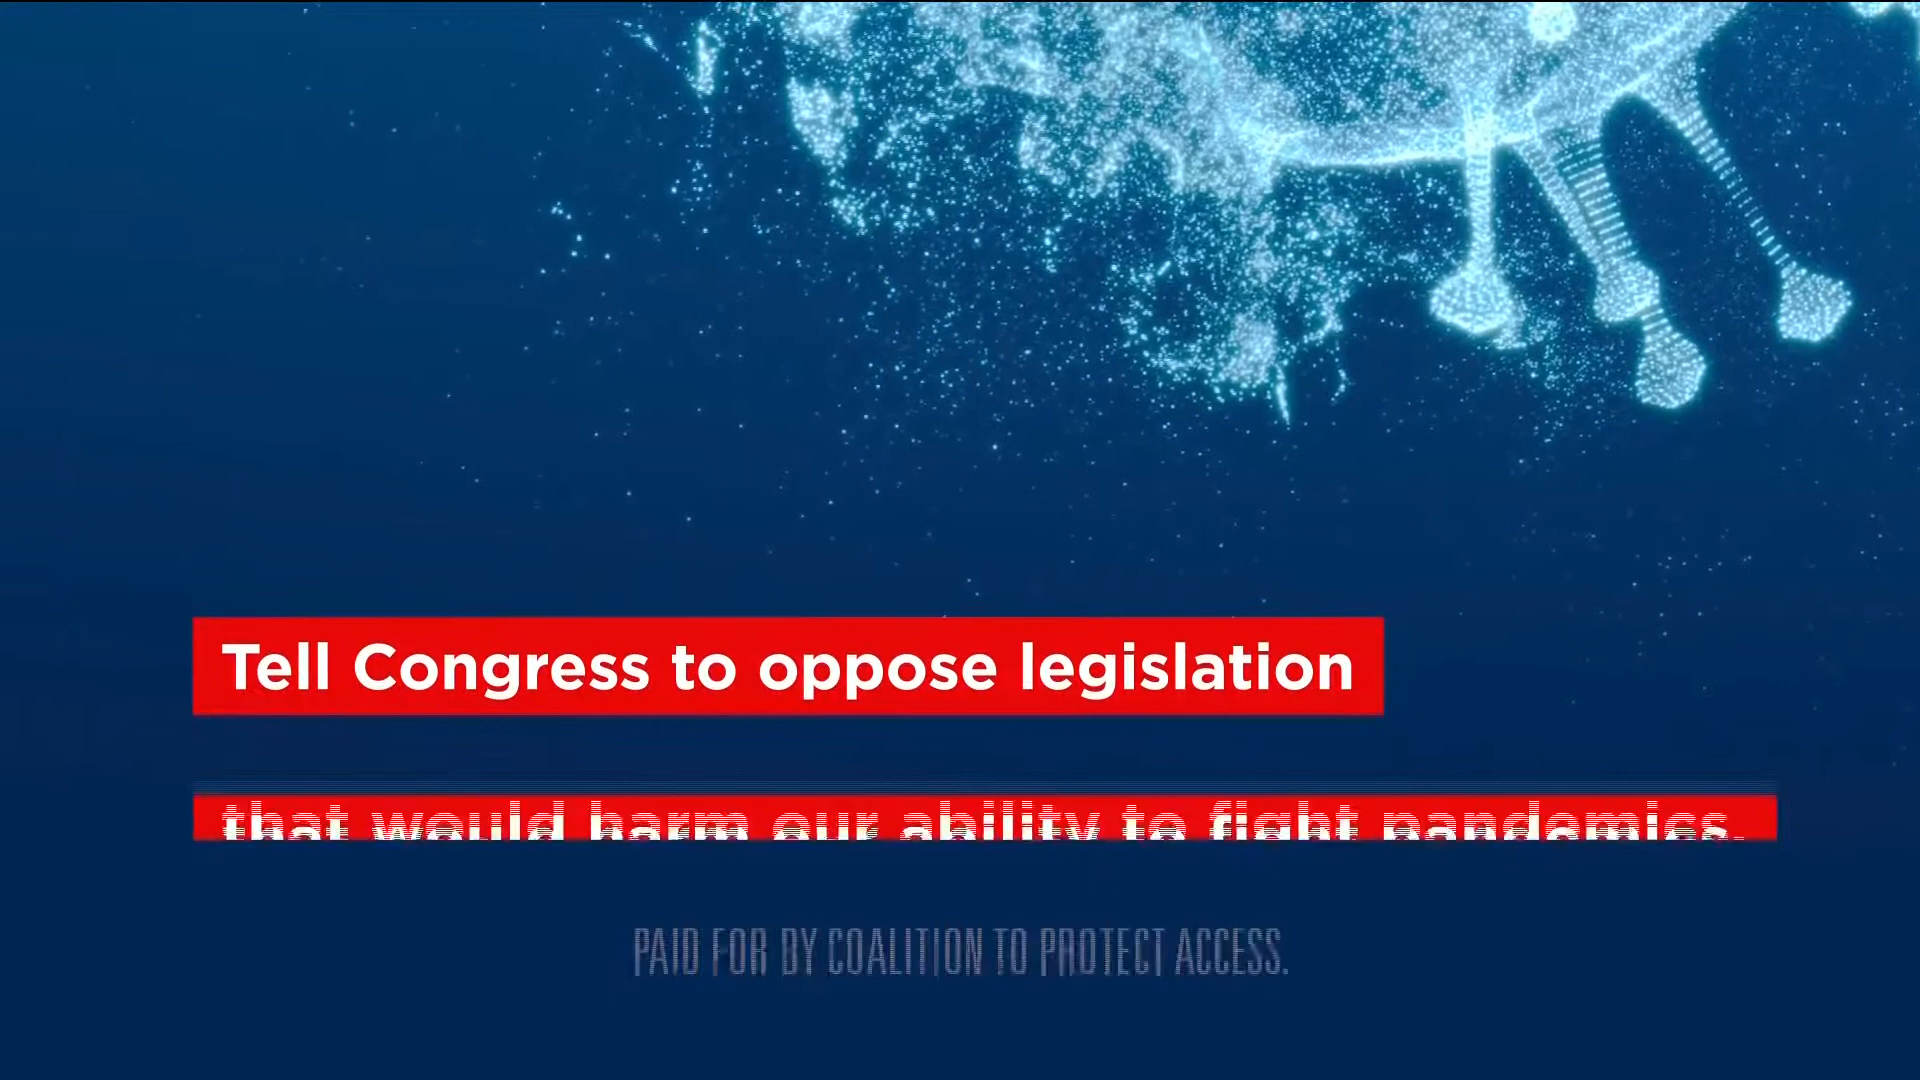 Tell Congress to oppose legislation
that would harm our ability to fight pandemics.
PAID FOR BY COALITION TO PROTECT ACCESS.